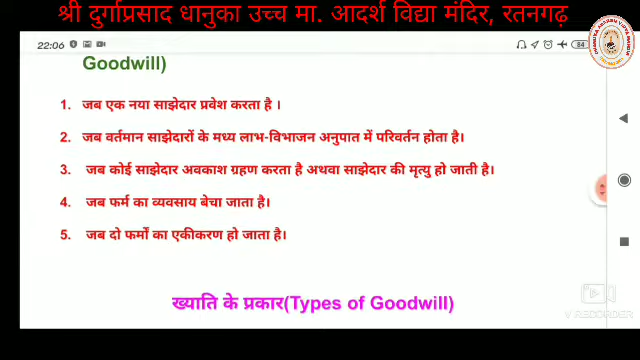 श्री दुर्गाप्रसाद धानुका उच्च मा. आदर्श विद्या मंदिर, रतनगढ़
22:06
84
Goodwill)
1. जब एक नया साझेदार प्रवेश करता है ।
2. जब वर्तमान साझेदारों के मध्य लाभ-विभाजन अनुपात में परिवर्तन होता है।
3. जब कोई साझेदार अवकाश ग्रहण करता है अथवा साझेदार की मृत्यु हो जाती है।
4. जब फर्म का व्यवसाय बेचा जाता है।
5. जब दो फर्मों का एकीकरण हो जाता है।
ख्याति के प्रकार(Types of Goodwill)
V RECORDER